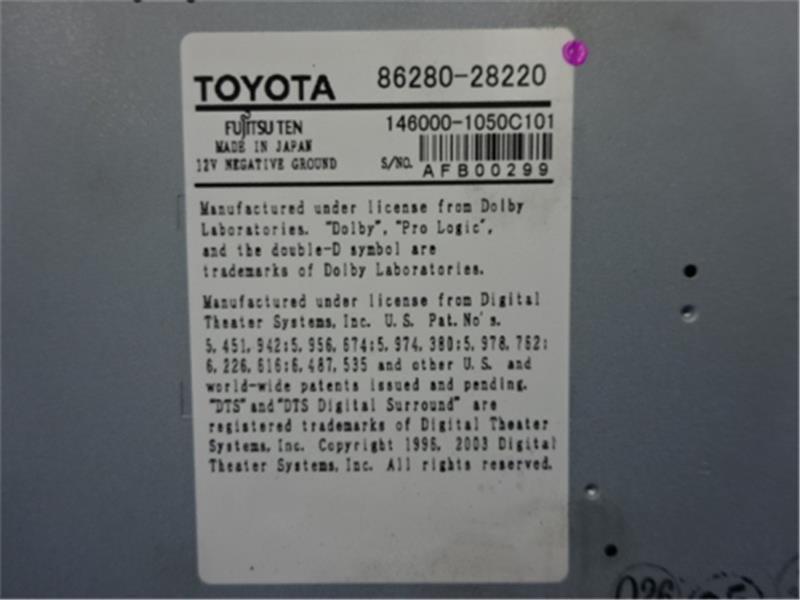 TOYOTA 86280-28220
FUJITSU TEN 146000-1050C101
MADE IN JAPAN
12V NEGATIVE GROUND S/NO. AFB00299
Manufactured under license from Dolby
Laboratories. "Dolby", "Pro Logic",
and the double-D symbol are
trademarks of Dolby Laboratories.
Manufactured under license from Digital
Theater Systems, Inc. U.S. Pat.No's.
5,451,942:5,956,674:5,974,380:5,978,762:
6,226,616:6,487,535 and other U.S. and
world-wide patents issued and pending.
"DTS" and "DTS Digital Surround" are
registered trademarks of Digital Theater
Systems, Inc. Copyright 1996, 2003 Digital
Theater Systems, Inc. All rights reserved.
026